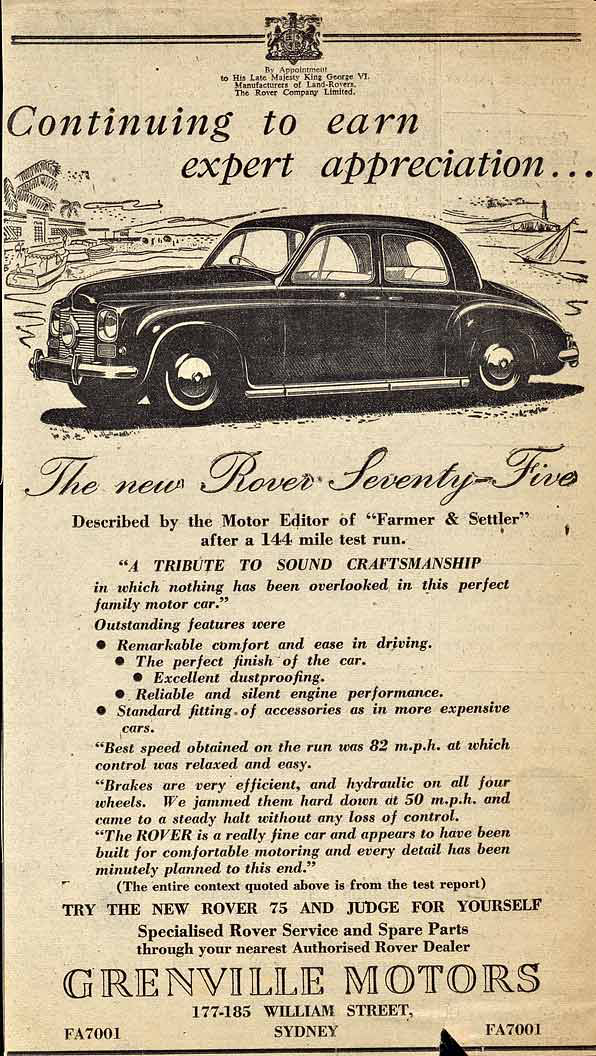 By Appointment
to His Late Majesty King George VI.
Manufacturers of Land-Rovers.
The Rover Company Limited.
Continuing to earn
expert appreciation...
The new Rover Seventy-Five
Described by the Motor Editor of "Farmer & Settler"
after a 144 mile test run.
"A TRIBUTE TO SOUND CRAFTSMANSHIP
in which nothing has been overlooked in this perfect
family motor car."
Outstanding features were
● Remarkable comfort and ease in driving.
● The perfect finish of the car.
● Excellent dustproofing.
● Reliable and silent engine performance.
● Standard fitting of accessories as in more expensive
cars.
"Best speed obtained on the run was 82 m.p.h. at which
control was relaxed and easy.
"Brakes are very efficient, and hydraulic on all four
wheels. We jammed them hard down at 50 m.p.h. and
came to a steady halt without any loss of control.
"The ROVER is a really fine car and appears to have been
built for comfortable motoring and every detail has been
minutely planned to this end."
(The entire context quoted above is from the test report)
TRY THE NEW ROVER 75 AND JUDGE FOR YOURSELF
Specialised Rover Service and Spare Parts
through your nearest Authorised Rover Dealer
GRENVILLE MOTORS
177-185 WILLIAM STREET,
FA7001 SYDNEY FA7001